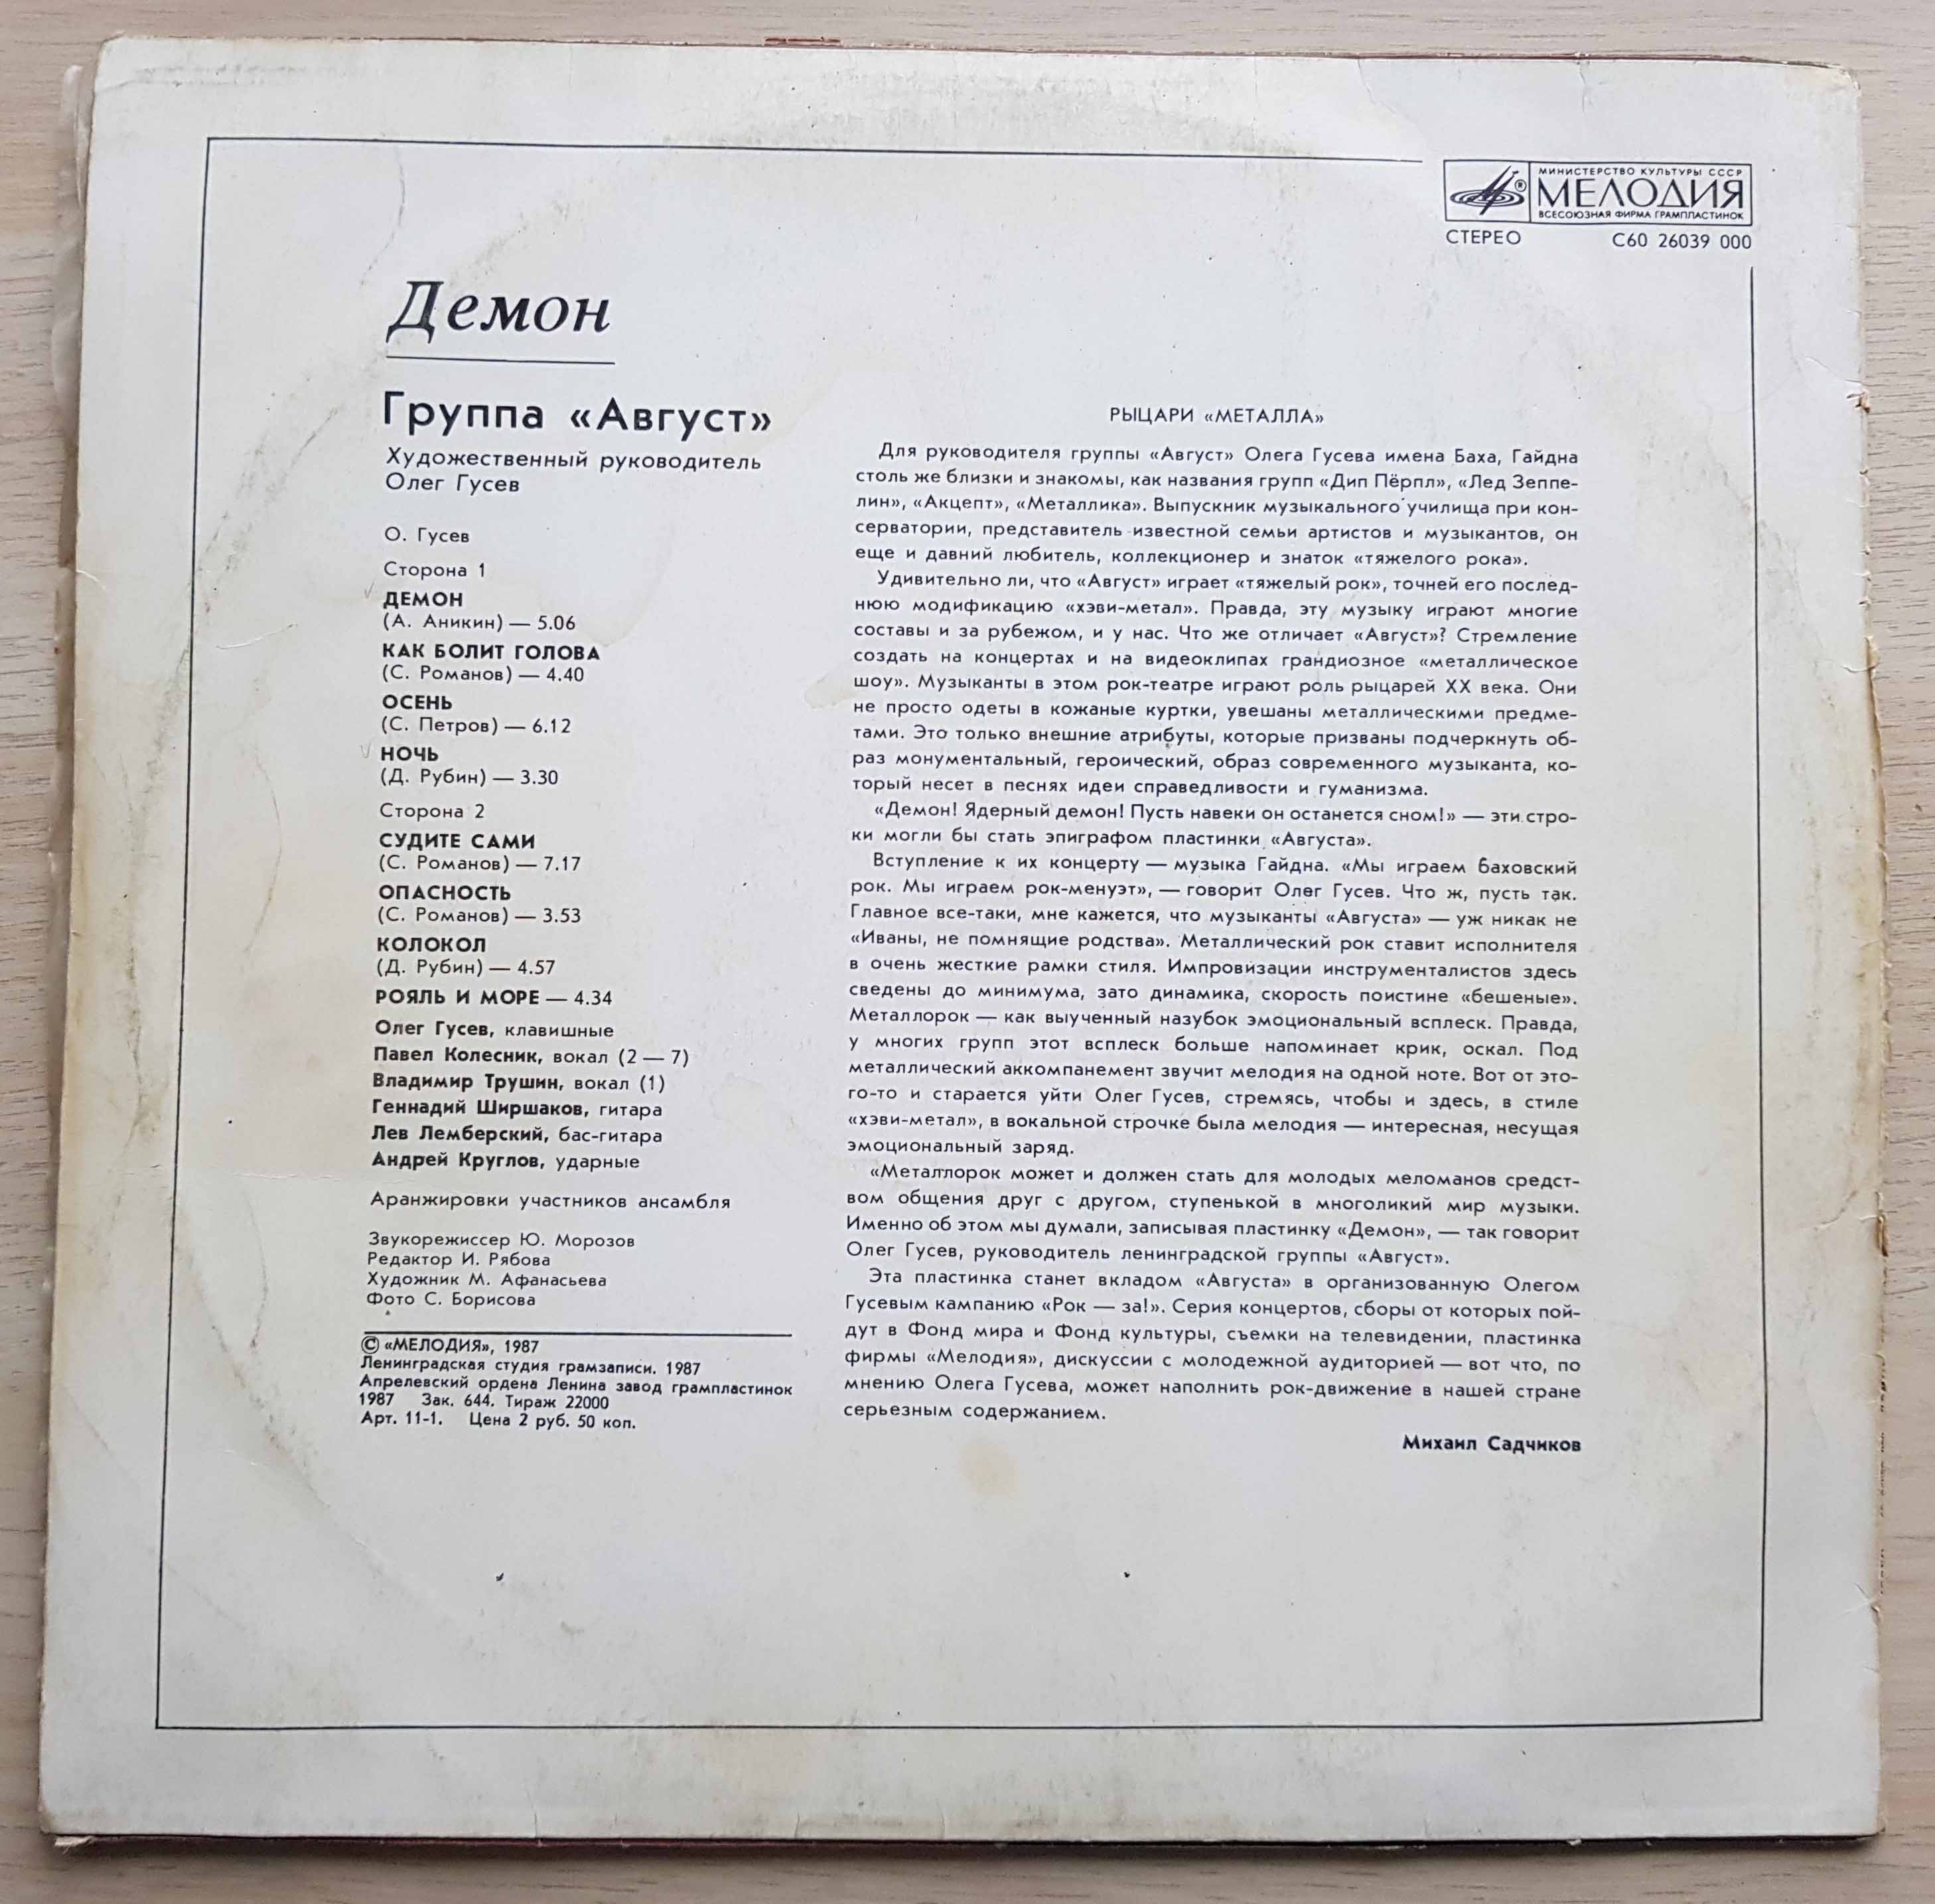 МИНИСТЕРСТВО КУЛЬТУРЫ СССР
МЕЛОДИЯ
ВСЕСОЮЗНАЯ ФИРМА ГРАМПЛАСТИНОК
СТЕРЕО С60 26039 000
Демон
Группа «Август»
Художественный руководитель
Олег Гусев
О. Гусев
Сторона 1
ДЕМОН
(А. Аникин) — 5.06
КАК БОЛИТ ГОЛОВА
(С. Романов) — 4.40
ОСЕНЬ
(С. Петров) — 6.12
НОЧЬ
(Д. Рубин) — 3.30
Сторона 2
СУДИТЕ САМИ
(С. Романов) — 7.17
ОПАСНОСТЬ
(С. Романов) — 3.53
КОЛОКОЛ
(Д. Рубин) — 4.57
РОЯЛЬ И МОРЕ — 4.34
Олег Гусев, клавишные
Павел Колесник, вокал (2 — 7)
Владимир Трушин, вокал (1)
Геннадий Ширшаков, гитара
Лев Лемберский, бас-гитара
Андрей Круглов, ударные
Аранжировки участников ансамбля
Звукорежиссер Ю. Морозов
Редактор И. Рябова
Художник М. Афанасьева
Фото С. Борисова
© «МЕЛОДИЯ», 1987
Ленинградская студия грамзаписи. 1987
Апрелевский ордена Ленина завод грампластинок
1987 Зак. 644. Тираж 22000
Арт. 11-1. Цена 2 руб. 50 коп.
РЫЦАРИ «МЕТАЛЛА»
Для руководителя группы «Август» Олега Гусева имена Баха, Гайдна
столь же близки и знакомы, как названия групп «Дип Пёрпл», «Лед Зеппе-
лин», «Акцепт», «Металлика». Выпускник музыкального училища при кон-
серватории, представитель известной семьи артистов и музыкантов, он
еще и давний любитель, коллекционер и знаток «тяжелого рока».
Удивительно ли, что «Август» играет «тяжелый рок», точней его послед-
нюю модификацию «хэви-метал». Правда, эту музыку играют многие
составы и за рубежом, и у нас. Что же отличает «Август»? Стремление
создать на концертах и на видеоклипах грандиозное «металлическое
шоу». Музыканты в этом рок-театре играют роль рыцарей XX века. Они
не просто одеты в кожаные куртки, увешаны металлическими предме-
тами. Это только внешние атрибуты, которые призваны подчеркнуть об-
раз монументальный, героический, образ современного музыканта, ко-
торый несет в песнях идеи справедливости и гуманизма.
«Демон! Ядерный демон! Пусть навеки он останется сном!» — эти стро-
ки могли бы стать эпиграфом пластинки «Августа».
Вступление к их концерту — музыка Гайдна. «Мы играем баховский
рок. Мы играем рок-менуэт», — говорит Олег Гусев. Что ж, пусть так.
Главное все-таки, мне кажется, что музыканты «Августа» — уж никак не
«Иваны, не помнящие родства». Металлический рок ставит исполнителя
в очень жесткие рамки стиля. Импровизации инструменталистов здесь
сведены до минимума, зато динамика, скорость поистине «бешеные».
Металлорок — как выученный назубок эмоциональный всплеск. Правда,
у многих групп этот всплеск больше напоминает крик, оскал. Под
металлический аккомпанемент звучит мелодия на одной ноте. Вот от это-
го-то и старается уйти Олег Гусев, стремясь, чтобы и здесь, в стиле
«хэви-метал», в вокальной строчке была мелодия — интересная, несущая
эмоциональный заряд.
«Металлорок может и должен стать для молодых меломанов средст-
вом общения друг с другом, ступенькой в многоликий мир музыки.
Именно об этом мы думали, записывая пластинку «Демон», — так говорит
Олег Гусев, руководитель ленинградской группы «Август».
Эта пластинка станет вкладом «Августа» в организованную Олегом
Гусевым кампанию «Рок — за!». Серия концертов, сборы от которых пой-
дут в Фонд мира и Фонд культуры, съемки на телевидении, пластинка
фирмы «Мелодия», дискуссии с молодежной аудиторией — вот что, по
мнению Олега Гусева, может наполнить рок-движение в нашей стране
серьезным содержанием.
Михаил Садчиков